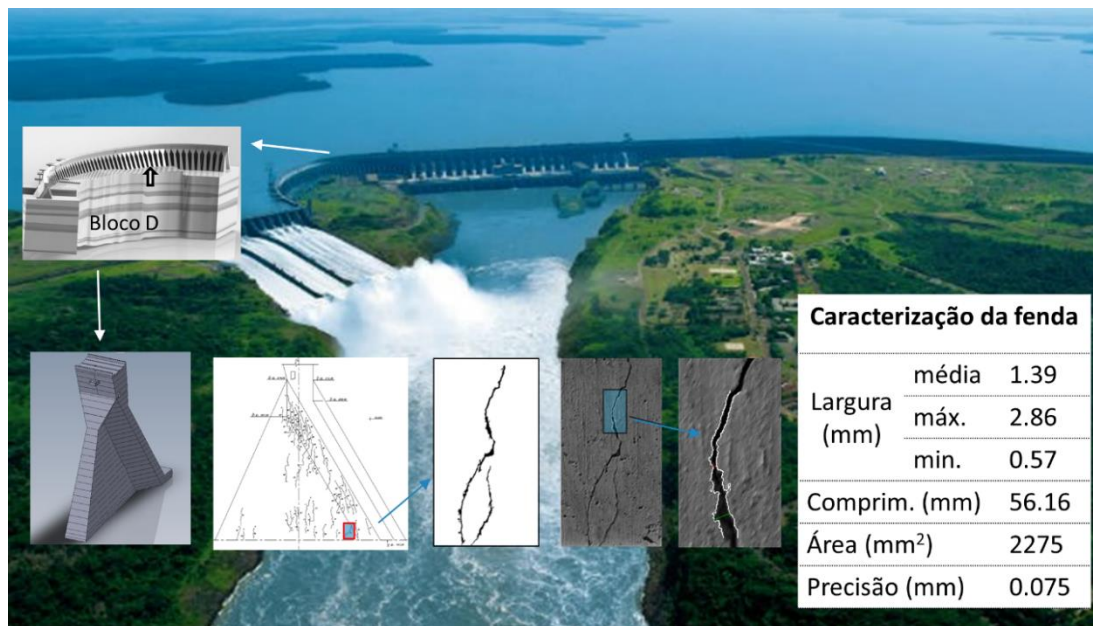 Bloco D
Caracterização da fenda
Largura
(mm)
média 1.39
máx. 2.86
min. 0.57
Comprim. (mm) 56.16
Área (mm²) 2275
Precisão (mm) 0.075